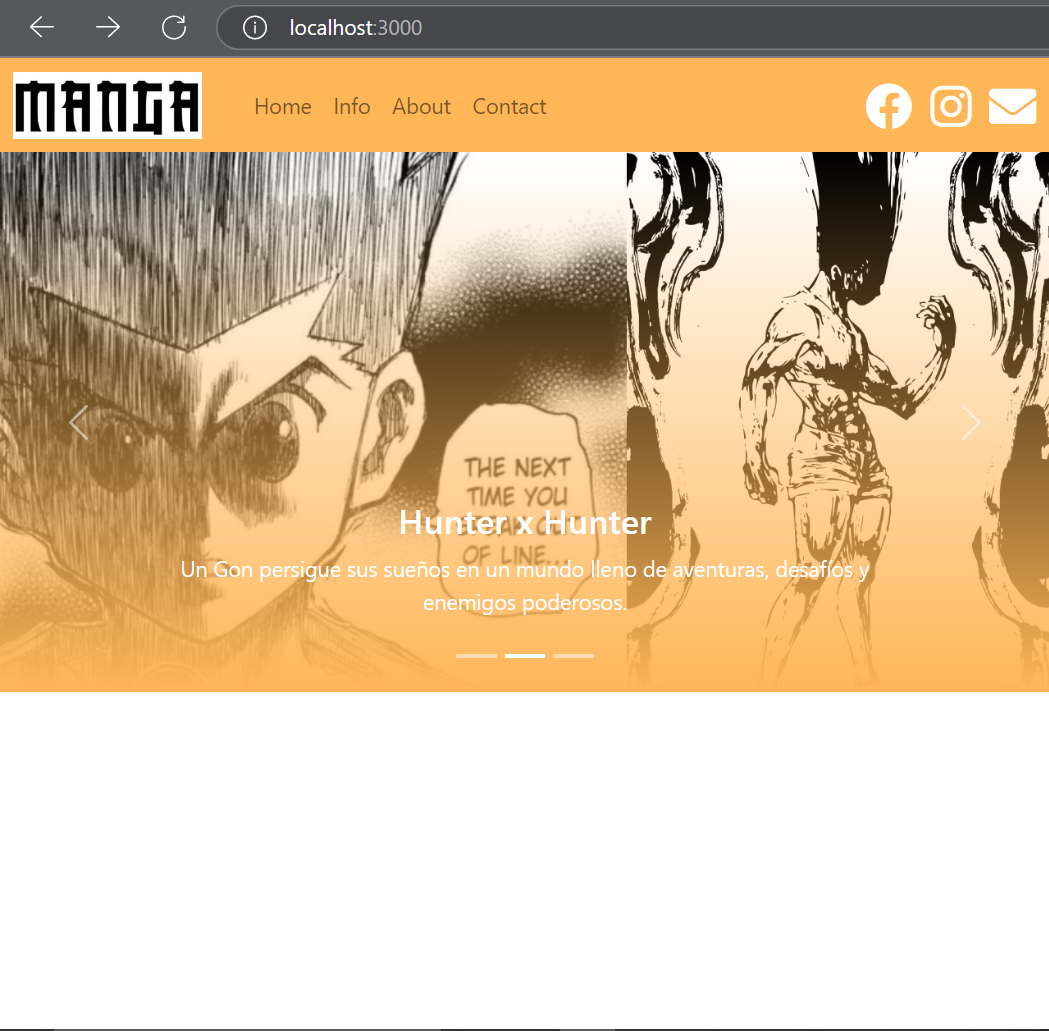 localhost:3000
MANGA
Home Info About Contact
THE NEXT
TIME YOU
OF LINE...
Hunter x Hunter
Un Gon persigue sus sueños en un mundo lleno de aventuras, desafíos y
enemigos poderosos.